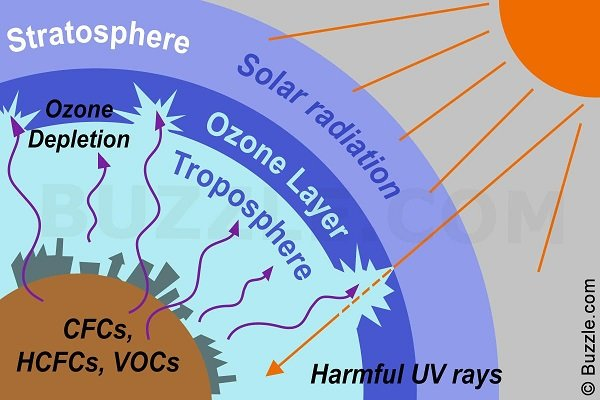 Stratosphere
Solar radiation
Ozone
Depletion
Ozone Layer
Troposphere
BUZZLE.COM
CFCs,
HCFCs, VOCs
Harmful UV rays
© Buzzle.com